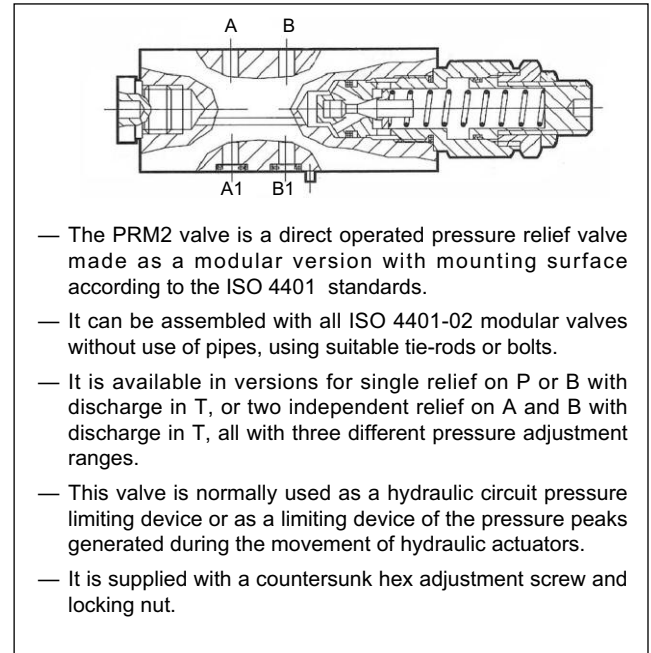 A B
A1 B1
— The PRM2 valve is a direct operated pressure relief valve
made as a modular version with mounting surface
according to the ISO 4401 standards.
— It can be assembled with all ISO 4401-02 modular valves
without use of pipes, using suitable tie-rods or bolts.
— It is available in versions for single relief on P or B with
discharge in T, or two independent relief on A and B with
discharge in T, all with three different pressure adjustment
ranges.
— This valve is normally used as a hydraulic circuit pressure
limiting device or as a limiting device of the pressure peaks
generated during the movement of hydraulic actuators.
— It is supplied with a countersunk hex adjustment screw and
locking nut.